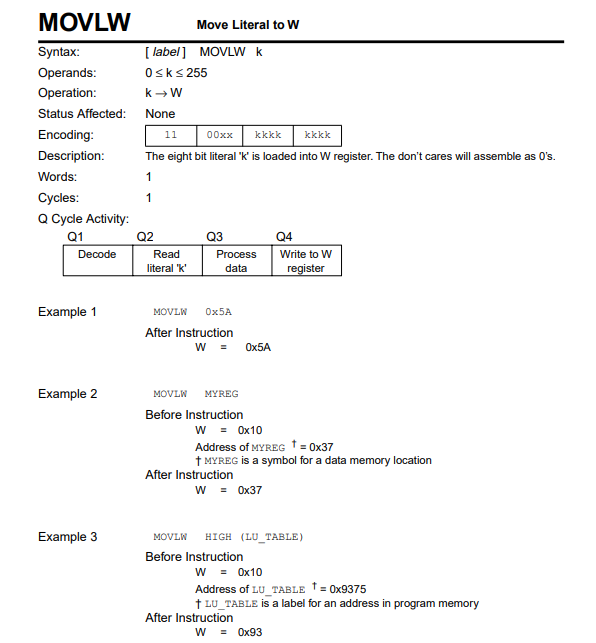 MOVLW Move Literal to W
Syntax: [ label ] MOVLW k
Operands: 0 ≤ k ≤ 255
Operation: k → W
Status Affected: None
Encoding: 11 00xx kkkk kkkk
Description: The eight bit literal 'k' is loaded into W register. The don’t cares will assemble as 0’s.
Words: 1
Cycles: 1
Q Cycle Activity:
Q1 Q2 Q3 Q4
Decode Read Process Write to W
literal 'k' data register
Example 1 MOVLW 0x5A
After Instruction
W = 0x5A
Example 2 MOVLW MYREG
Before Instruction
W = 0x10
Address of MYREG † = 0x37
† MYREG is a symbol for a data memory location
After Instruction
W = 0x37
Example 3 MOVLW HIGH (LU_TABLE)
Before Instruction
W = 0x10
Address of LU_TABLE † = 0x9375
† LU_TABLE is a label for an address in program memory
After Instruction
W = 0x93